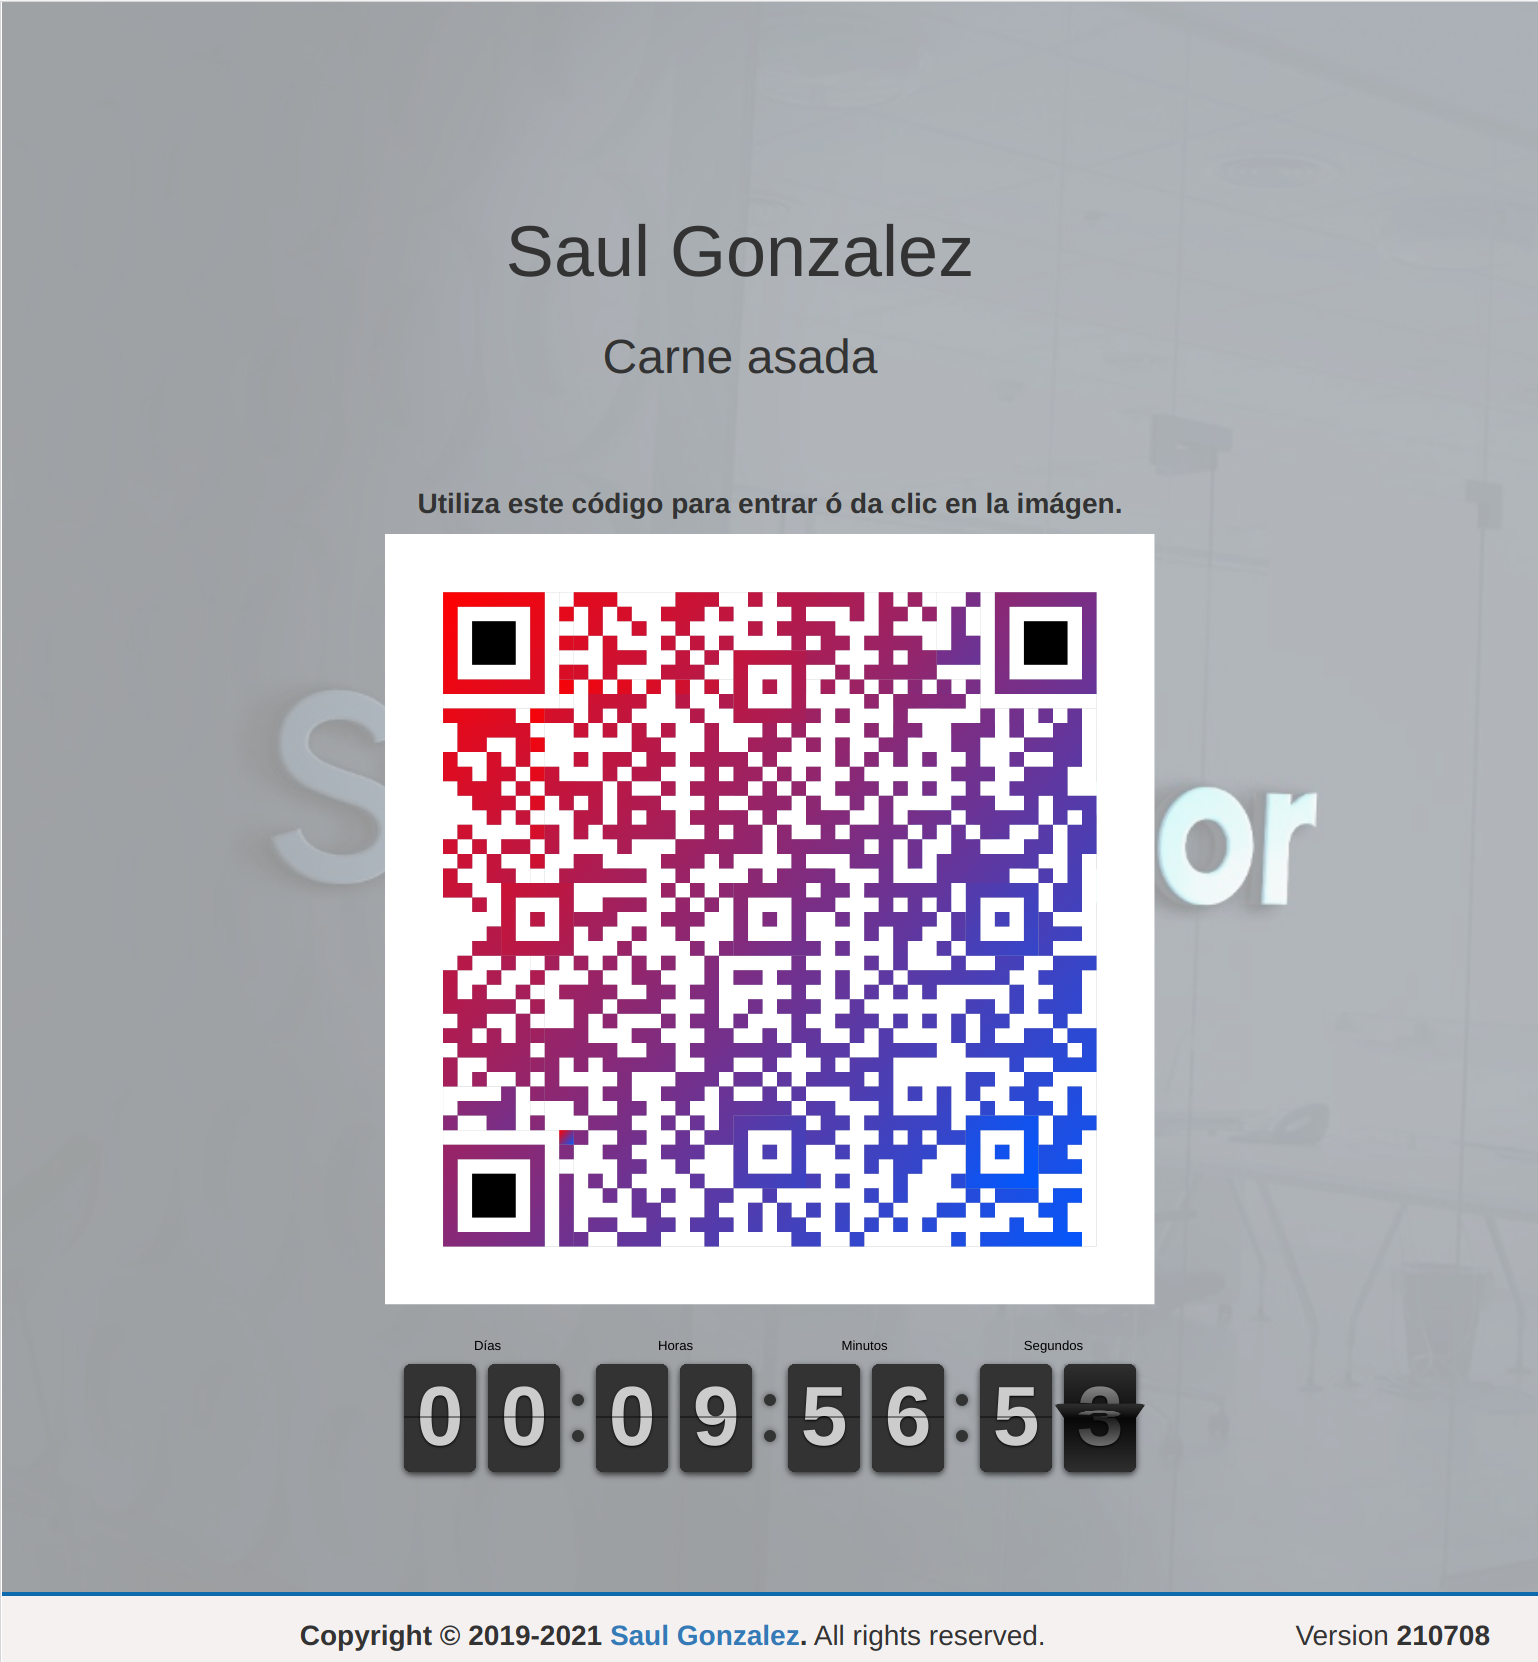 Saul Gonzalez
Carne asada
Utiliza este código para entrar ó da clic en la imágen.
S
or
Días Horas Minutos Segundos
00:09:56:53
Copyright © 2019-2021 Saul Gonzalez. All rights reserved. Version 210708